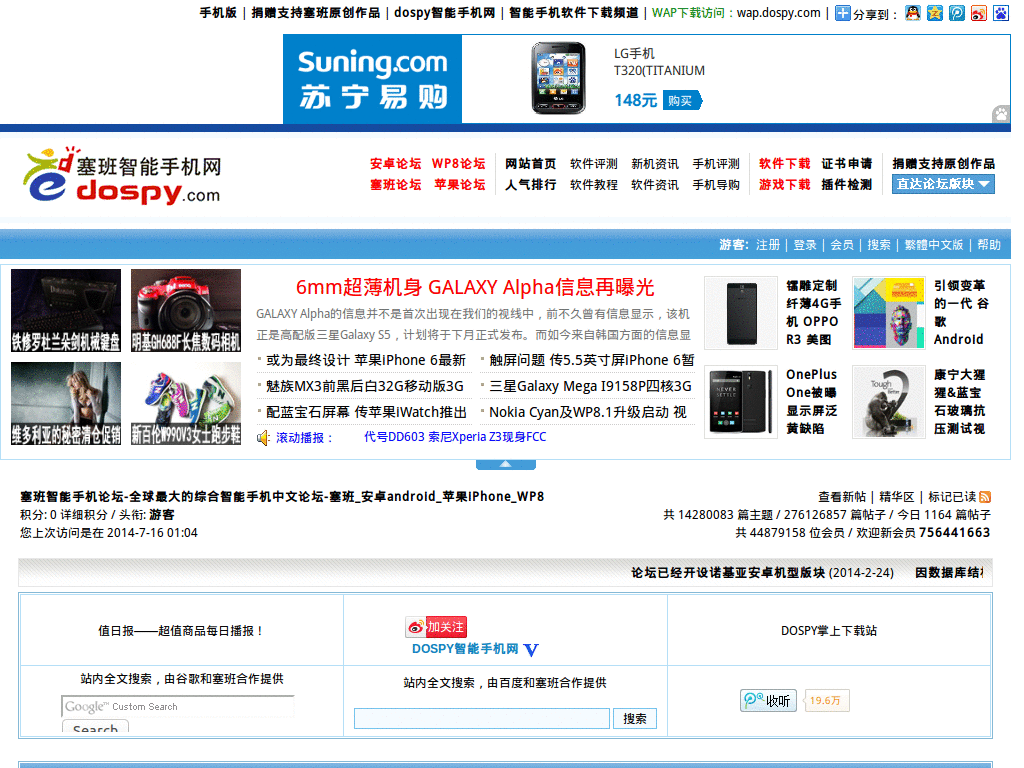 手机版 | 捐赠支持塞班原创作品 | dospy智能手机网 | 智能手机软件下载频道 | WAP下载访问：wap.dospy.com | 分享到：
Suning.com
苏宁易购
LG手机
T320(TITANIUM
148元 购买
塞班智能手机网
dospy.com
安卓论坛 WP8论坛 网站首页 软件评测 新机资讯 手机评测 软件下载 证书申请 捐赠支持原创作品
塞班论坛 苹果论坛 人气排行 软件教程 软件资讯 手机导购 游戏下载 插件检测 直达论坛版块
游客: 注册 | 登录 | 会员 | 搜索 | 繁體中文版 | 帮助
铁修罗杜兰朵剑机械键盘
明基GH688F长焦数码相机
维多利亚的秘密清仓促销
新百伦W990V3女士跑步鞋
6mm超薄机身 GALAXY Alpha信息再曝光
GALAXY Alpha的信息并不是首次出现在我们的视线中，前不久曾有信息显示，该机
正是高配版三星Galaxy S5，计划将于下月正式发布。而如今来自韩国方面的信息显
或为最终设计 苹果iPhone 6最新
触屏问题 传5.5英寸屏iPhone 6暂
魅族MX3前黑后白32G移动版3G
三星Galaxy Mega I9158P四核3G
配蓝宝石屏幕 传苹果iWatch推出
Nokia Cyan及WP8.1升级启动 视
滚动播报： 代号DD603 索尼Xperia Z3现身FCC
镭雕定制
纤薄4G手
机 OPPO
R3 美图
引领变革
的一代 谷
歌
Android
OnePlus
One被曝
显示屏泛
黄缺陷
康宁大猩
猩&蓝宝
石玻璃抗
压测试视
塞班智能手机论坛-全球最大的综合智能手机中文论坛-塞班_安卓android_苹果iPhone_WP8
积分: 0 详细积分 / 头衔: 游客
您上次访问是在 2014-7-16 01:04
查看新帖 | 精华区 | 标记已读
共 14280083 篇主题 / 276126857 篇帖子 / 今日 1164 篇帖子
共 44879158 位会员 / 欢迎新会员 756441663
论坛已经开设诺基亚安卓机型版块 (2014-2-24) 因数据库结构
值日报——超值商品每日播报！
加关注
DOSPY智能手机网 V
DOSPY掌上下载站
站内全文搜索，由谷歌和塞班合作提供
Google™ Custom Search
Search
站内全文搜索，由百度和塞班合作提供
搜索
收听 19.6万